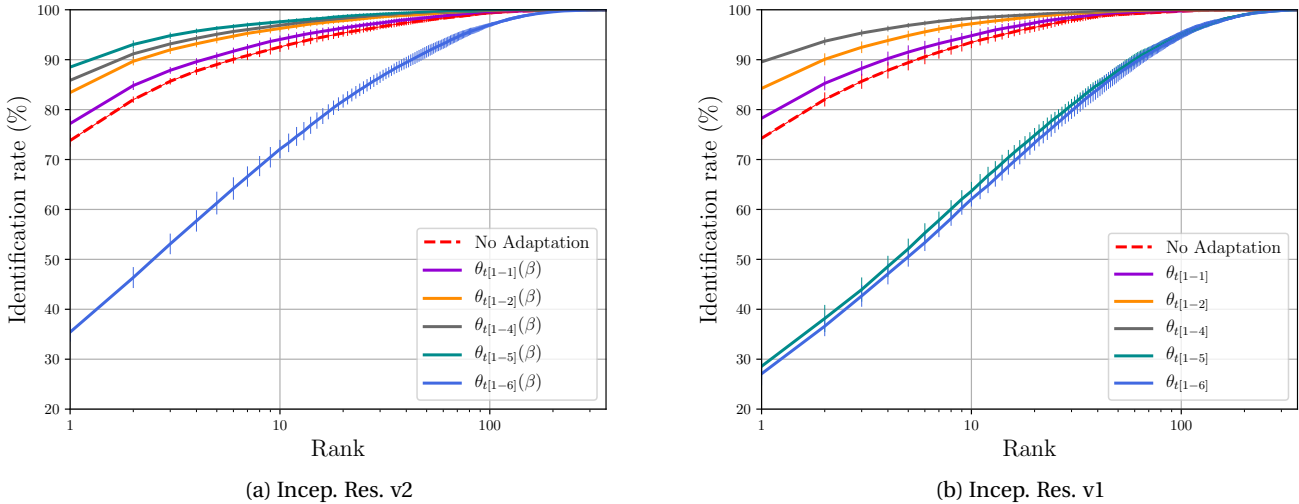 100
90
80
70
60
50
40
30
20
1
10
100
Identification rate (%)
Rank
No Adaptation
θt[1−1](β)
θt[1−2](β)
θt[1−4](β)
θt[1−5](β)
θt[1−6](β)
(a) Incep. Res. v2
100
90
80
70
60
50
40
30
20
1
10
100
Identification rate (%)
Rank
No Adaptation
θt[1−1]
θt[1−2]
θt[1−4]
θt[1−5]
θt[1−6]
(b) Incep. Res. v1